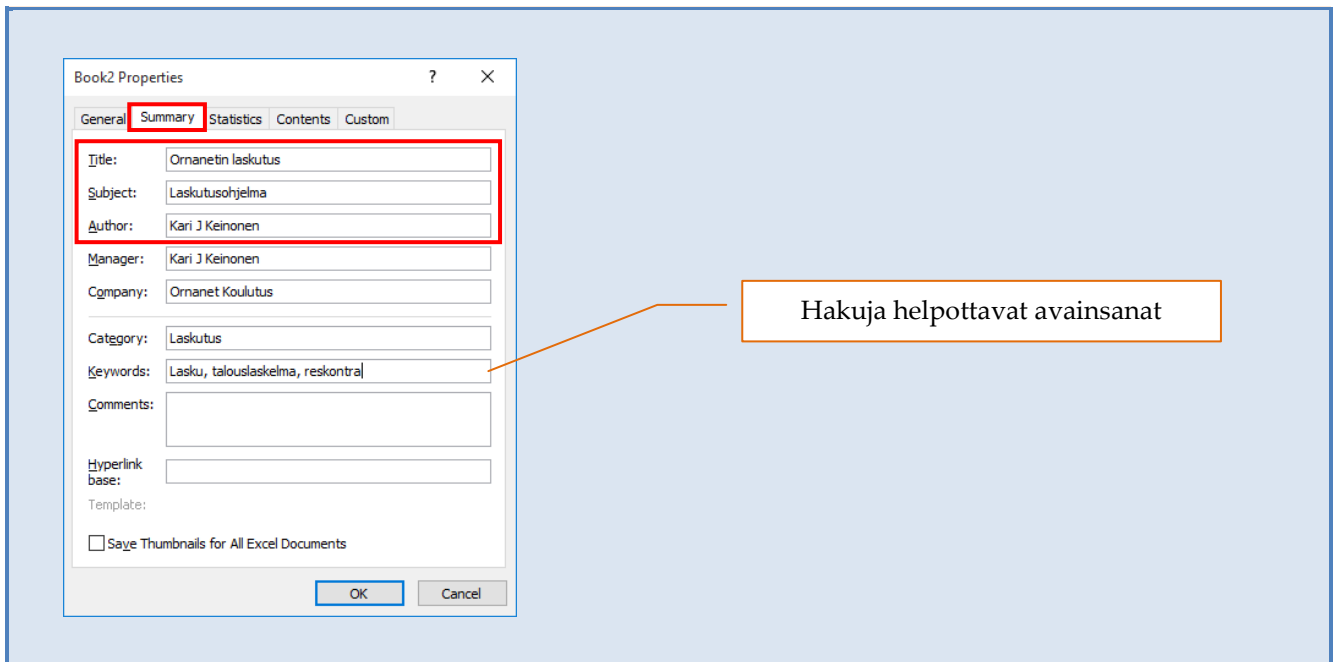 Book2 Properties ? X
General Summary Statistics Contents Custom
Title: Ornanetin laskutus
Subject: Laskutusohjelma
Author: Kari J Keinonen
Manager: Kari J Keinonen
Company: Ornanet Koulutus
Hakuja helpottavat avainsanat
Category: Laskutus
Keywords: Lasku, talouslaskelma, reskontra
Comments:
Hyperlink
base:
Template:
Save Thumbnails for All Excel Documents
OK Cancel